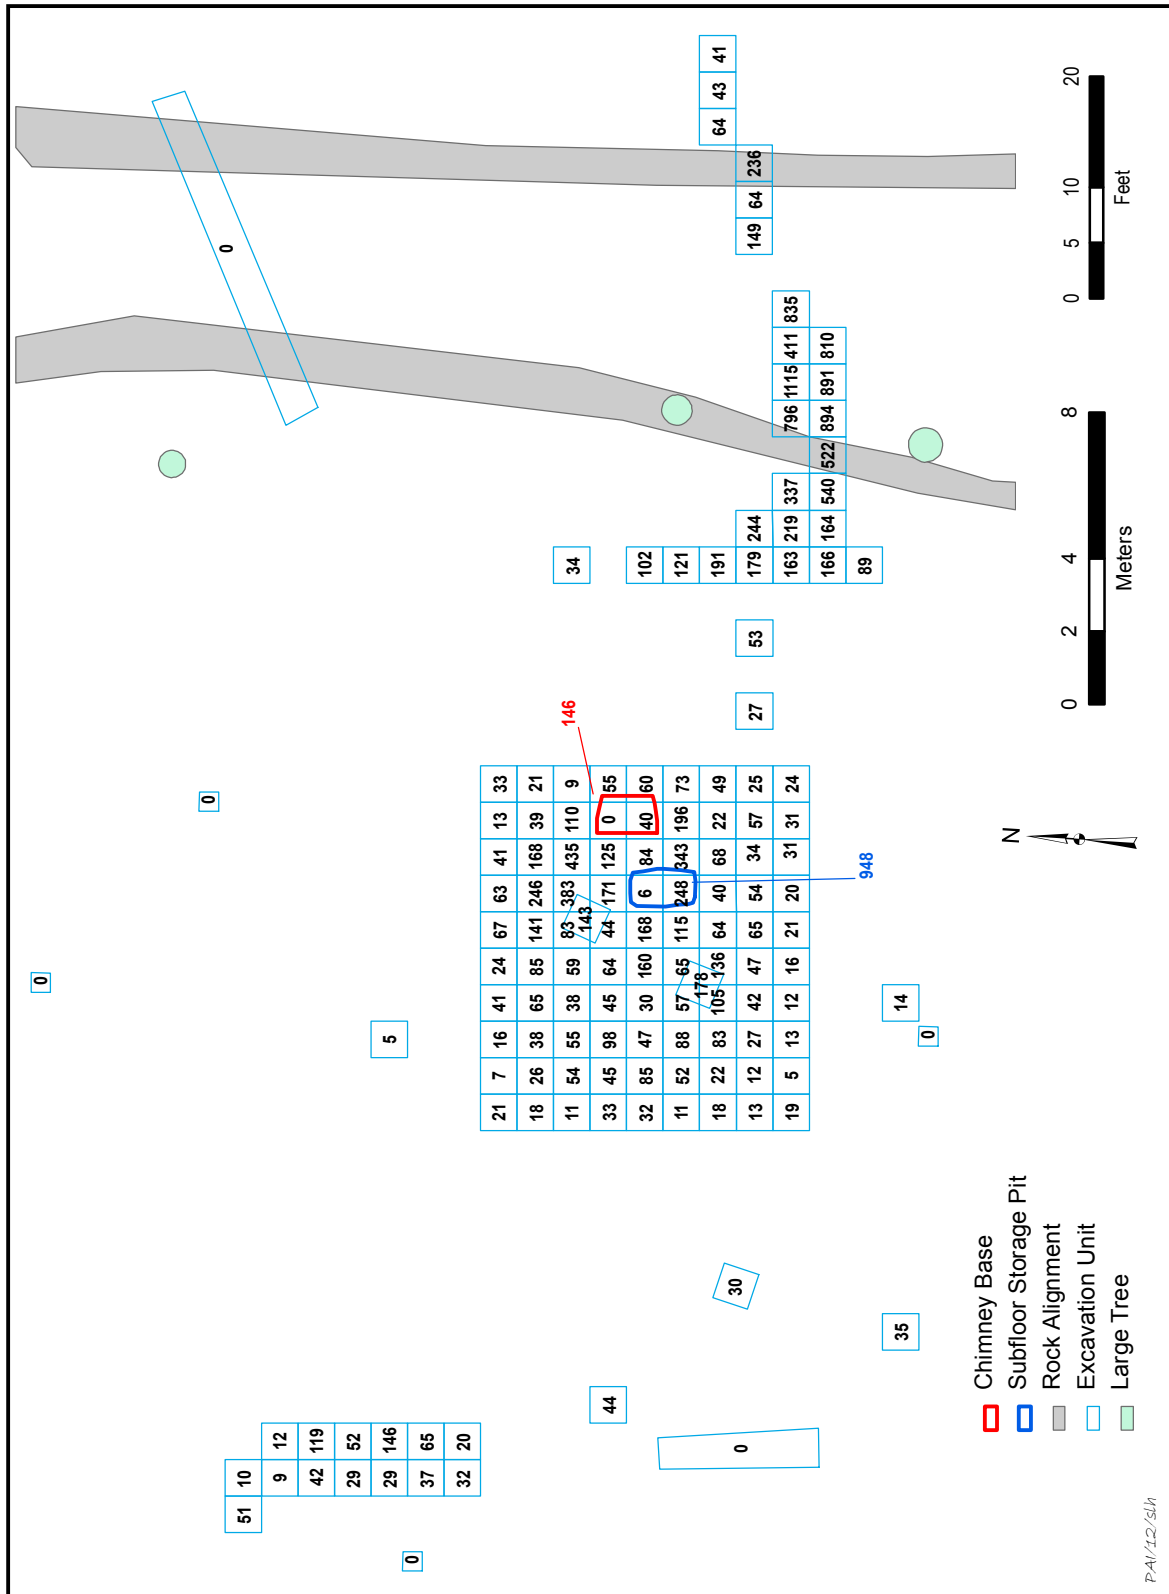 0
0
0
51 10
9 12
42 119
29 52
29 146 5
0
37 65
32 20
21 7 16 41 24 67 63 41 13 33
18 26 38 65 85 141 246 168 39 21
11 54 55 38 59 83 383 435 110 9 146 34
143
44 33 45 98 45 64 44 171 125 0 55
32 85 47 30 160 168 6 84 40 60 102
11 52 88 57 65 115 248 343 196 73 121
178
18 22 83 105 136 64 40 68 22 49 191 64 43 41
0 30
13 12 27 42 47 65 54 34 57 25 27 53 179 244 149 64 236
19 5 13 12 16 21 20 31 31 24 163 219 337 796 1115 411 835
166 164 540 522 894 891 810
948 89
35 14
0
Chimney Base
Subfloor Storage Pit
Rock Alignment
Excavation Unit
Large Tree
N
0 2 4 8
Meters
0 5 10 20
Feet
PAI/12/slh